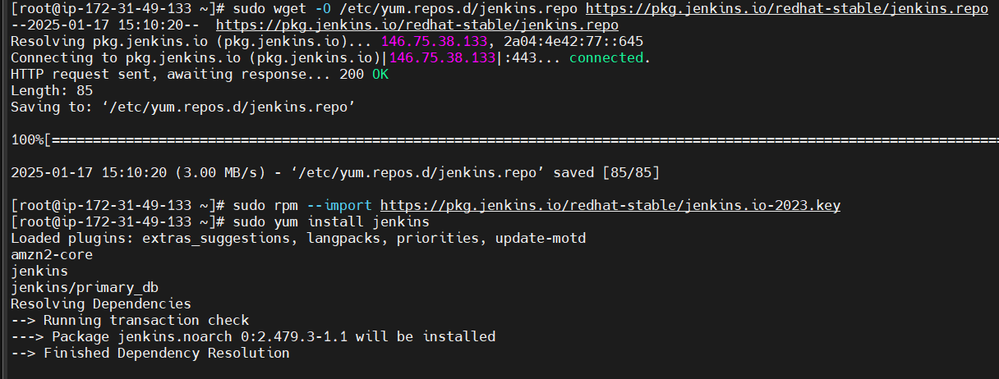 [root@ip-172-31-49-133 ~]# sudo wget -O /etc/yum.repos.d/jenkins.repo https://pkg.jenkins.io/redhat-stable/jenkins.repo
--2025-01-17 15:10:20--  https://pkg.jenkins.io/redhat-stable/jenkins.repo
Resolving pkg.jenkins.io (pkg.jenkins.io)... 146.75.38.133, 2a04:4e42:77::645
Connecting to pkg.jenkins.io (pkg.jenkins.io)|146.75.38.133|:443... connected.
HTTP request sent, awaiting response... 200 OK
Length: 85
Saving to: ‘/etc/yum.repos.d/jenkins.repo’
100%[======================================================================================================================
2025-01-17 15:10:20 (3.00 MB/s) - ‘/etc/yum.repos.d/jenkins.repo’ saved [85/85]
[root@ip-172-31-49-133 ~]# sudo rpm --import https://pkg.jenkins.io/redhat-stable/jenkins.io-2023.key
[root@ip-172-31-49-133 ~]# sudo yum install jenkins
Loaded plugins: extras_suggestions, langpacks, priorities, update-motd
amzn2-core
jenkins
jenkins/primary_db
Resolving Dependencies
--> Running transaction check
---> Package jenkins.noarch 0:2.479.3-1.1 will be installed
--> Finished Dependency Resolution